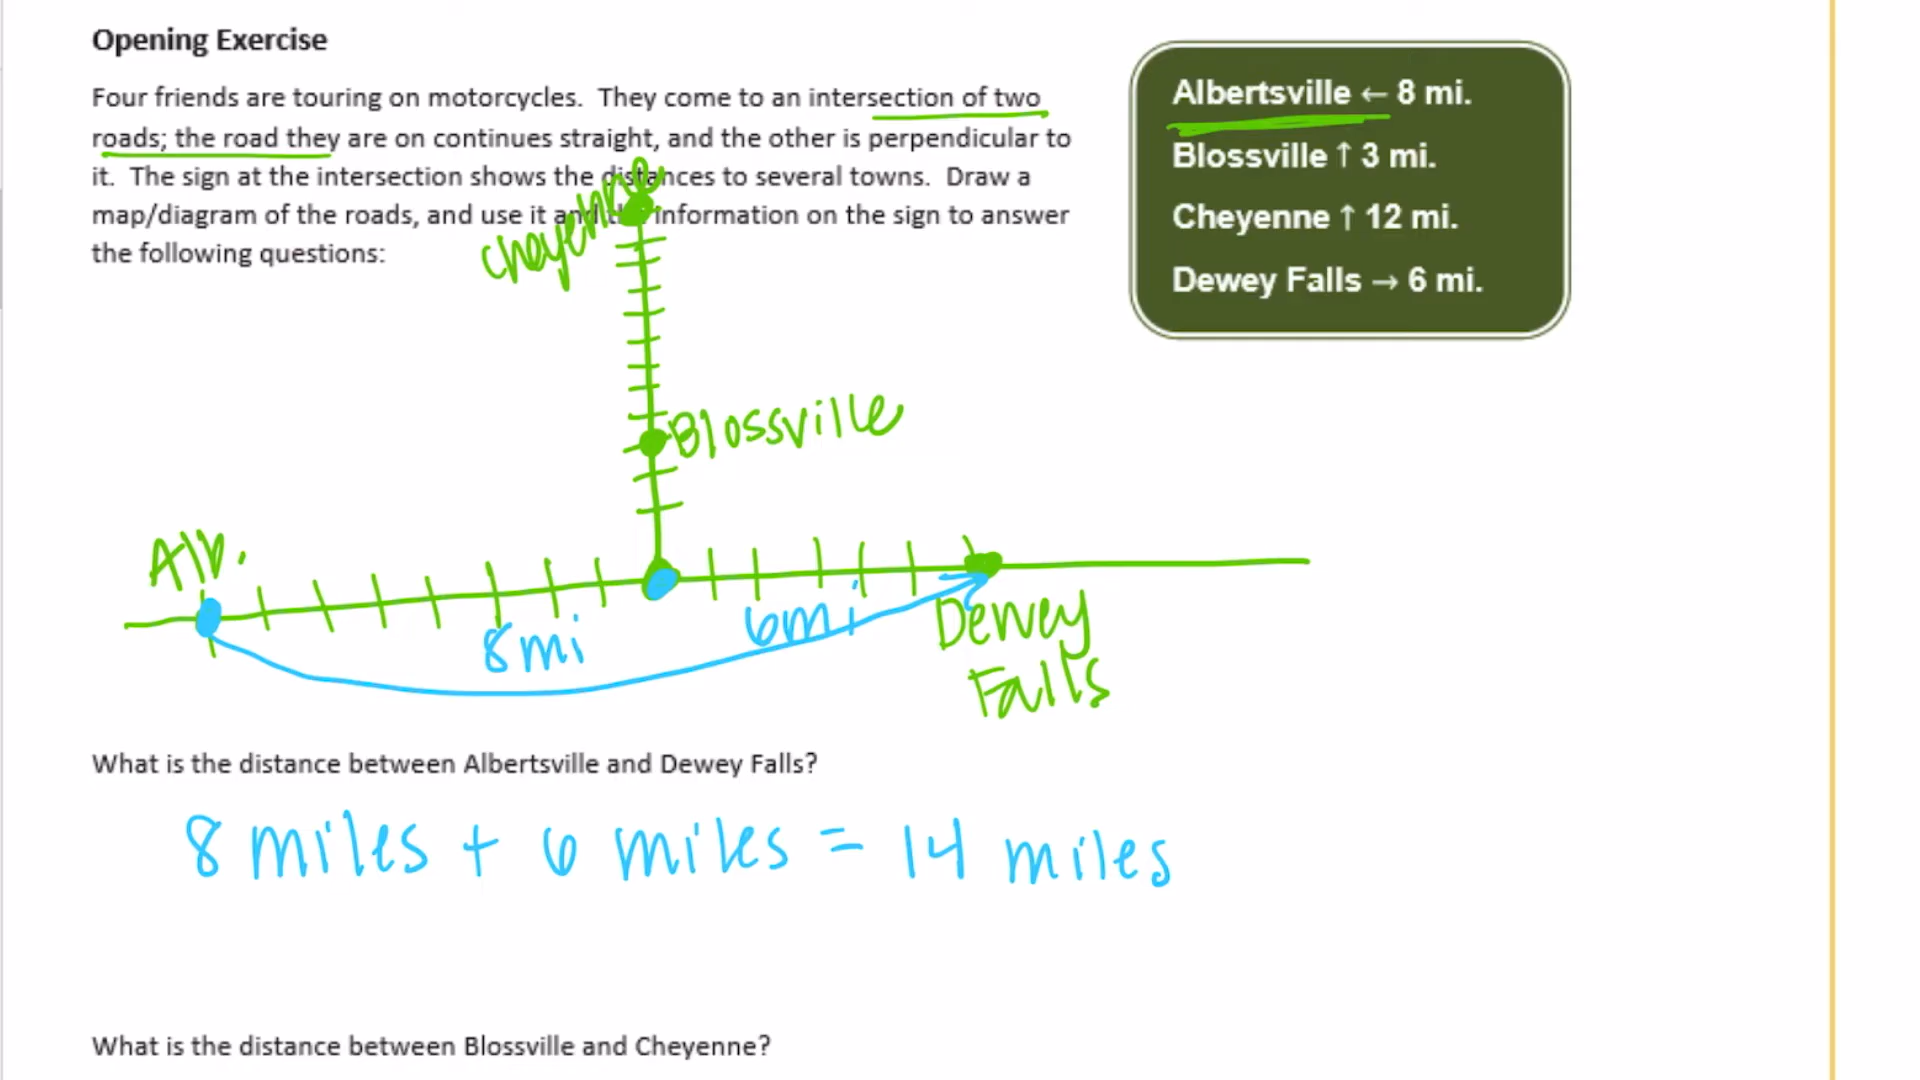 Opening Exercise
Four friends are touring on motorcycles. They come to an intersection of two
roads; the road they are on continues straight, and the other is perpendicular to
it. The sign at the intersection shows the distances to several towns. Draw a
map/diagram of the roads, and use it and the information on the sign to answer
the following questions:
Albertsville ← 8 mi.
Blossville ↑ 3 mi.
Cheyenne ↑ 12 mi.
Dewey Falls → 6 mi.
Cheyenne
Blossville
Alb.
8mi
6mi
Dewey
Falls
What is the distance between Albertsville and Dewey Falls?
8 miles + 6 miles = 14 miles
What is the distance between Blossville and Cheyenne?